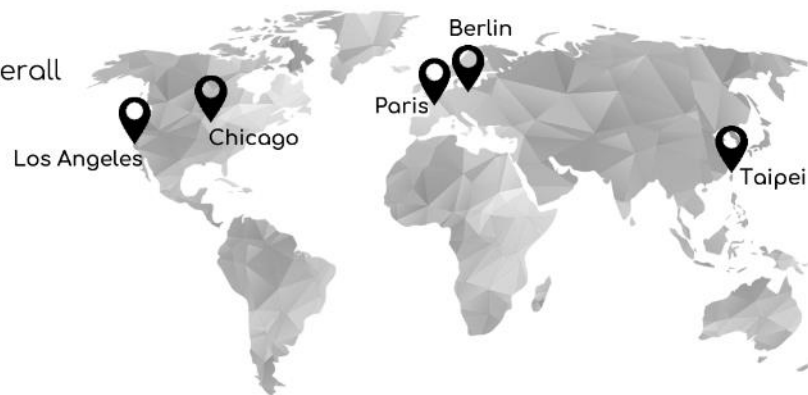 Berlin
erall
Paris
Chicago
Los Angeles
Taipei